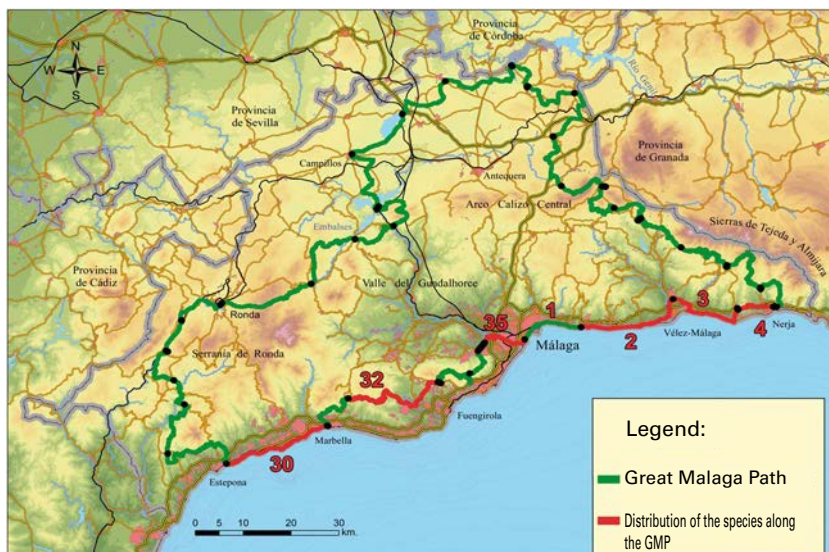 Provincia
de Córdoba
Río Genil
N
W E
S
Provincia
de Sevilla
Provincia
de Granada
Campillos
Antequera
Arco Calizo Central
Sierras de Tejeda y Almijara
Embalses
Provincia
de Cádiz
Valle del Guadalhorce
Ronda
1
3
35
Vélez-Málaga
4
Nerja
Málaga
2
Serranía de Ronda
32
Fuengirola
Marbella
30
Estepona
0 5 10 20 30
km.
Legend:
Great Malaga Path
Distribution of the species along
the GMP